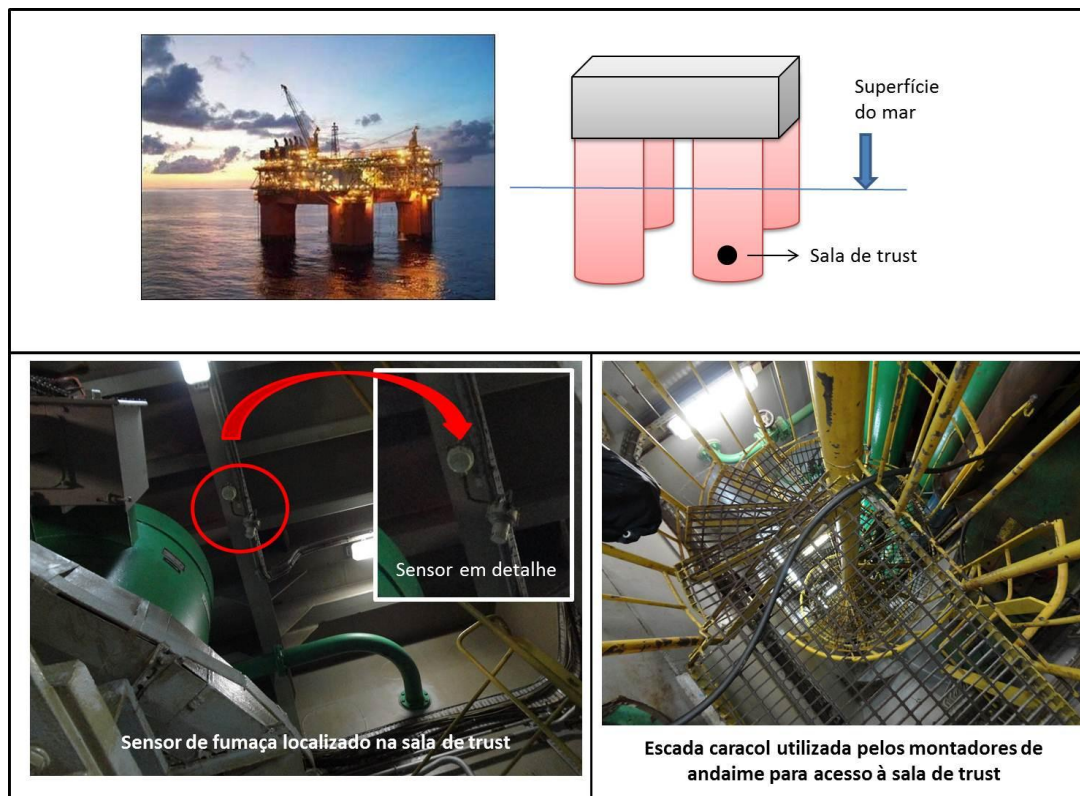 Superfície
do mar
Sala de trust
Sensor em detalhe
Sensor de fumaça localizado na sala de trust
Escada caracol utilizada pelos montadores de
andaime para acesso à sala de trust